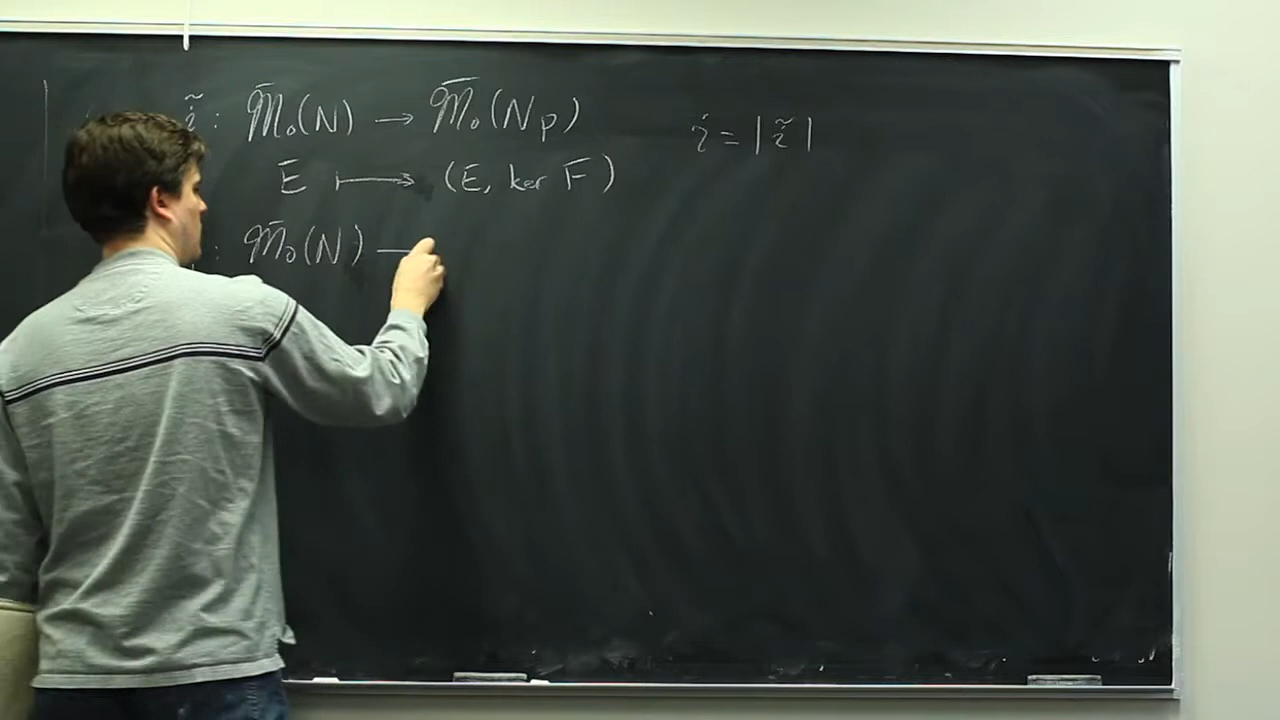 ĩ : M̄₀(N) → M̄₀(Np)    i = |ĩ|
E ⟼ (E, ker F)
: M̄₀(N) —